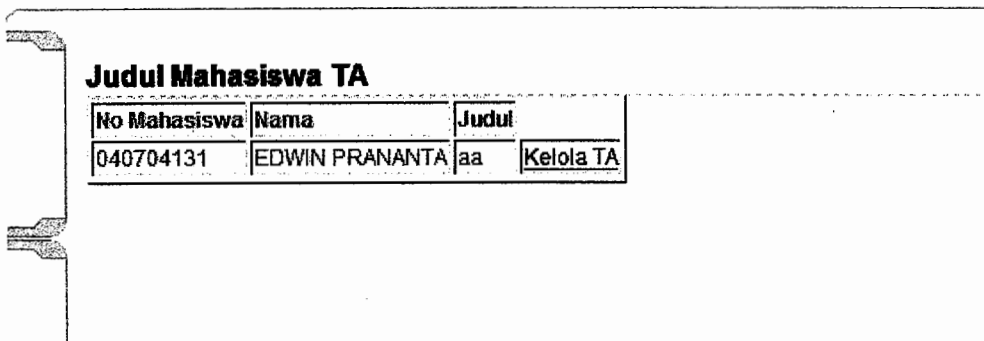 Judul Mahasiswa TA
No Mahasiswa Nama Judul
040704131 EDWIN PRANANTA aa Kelola TA